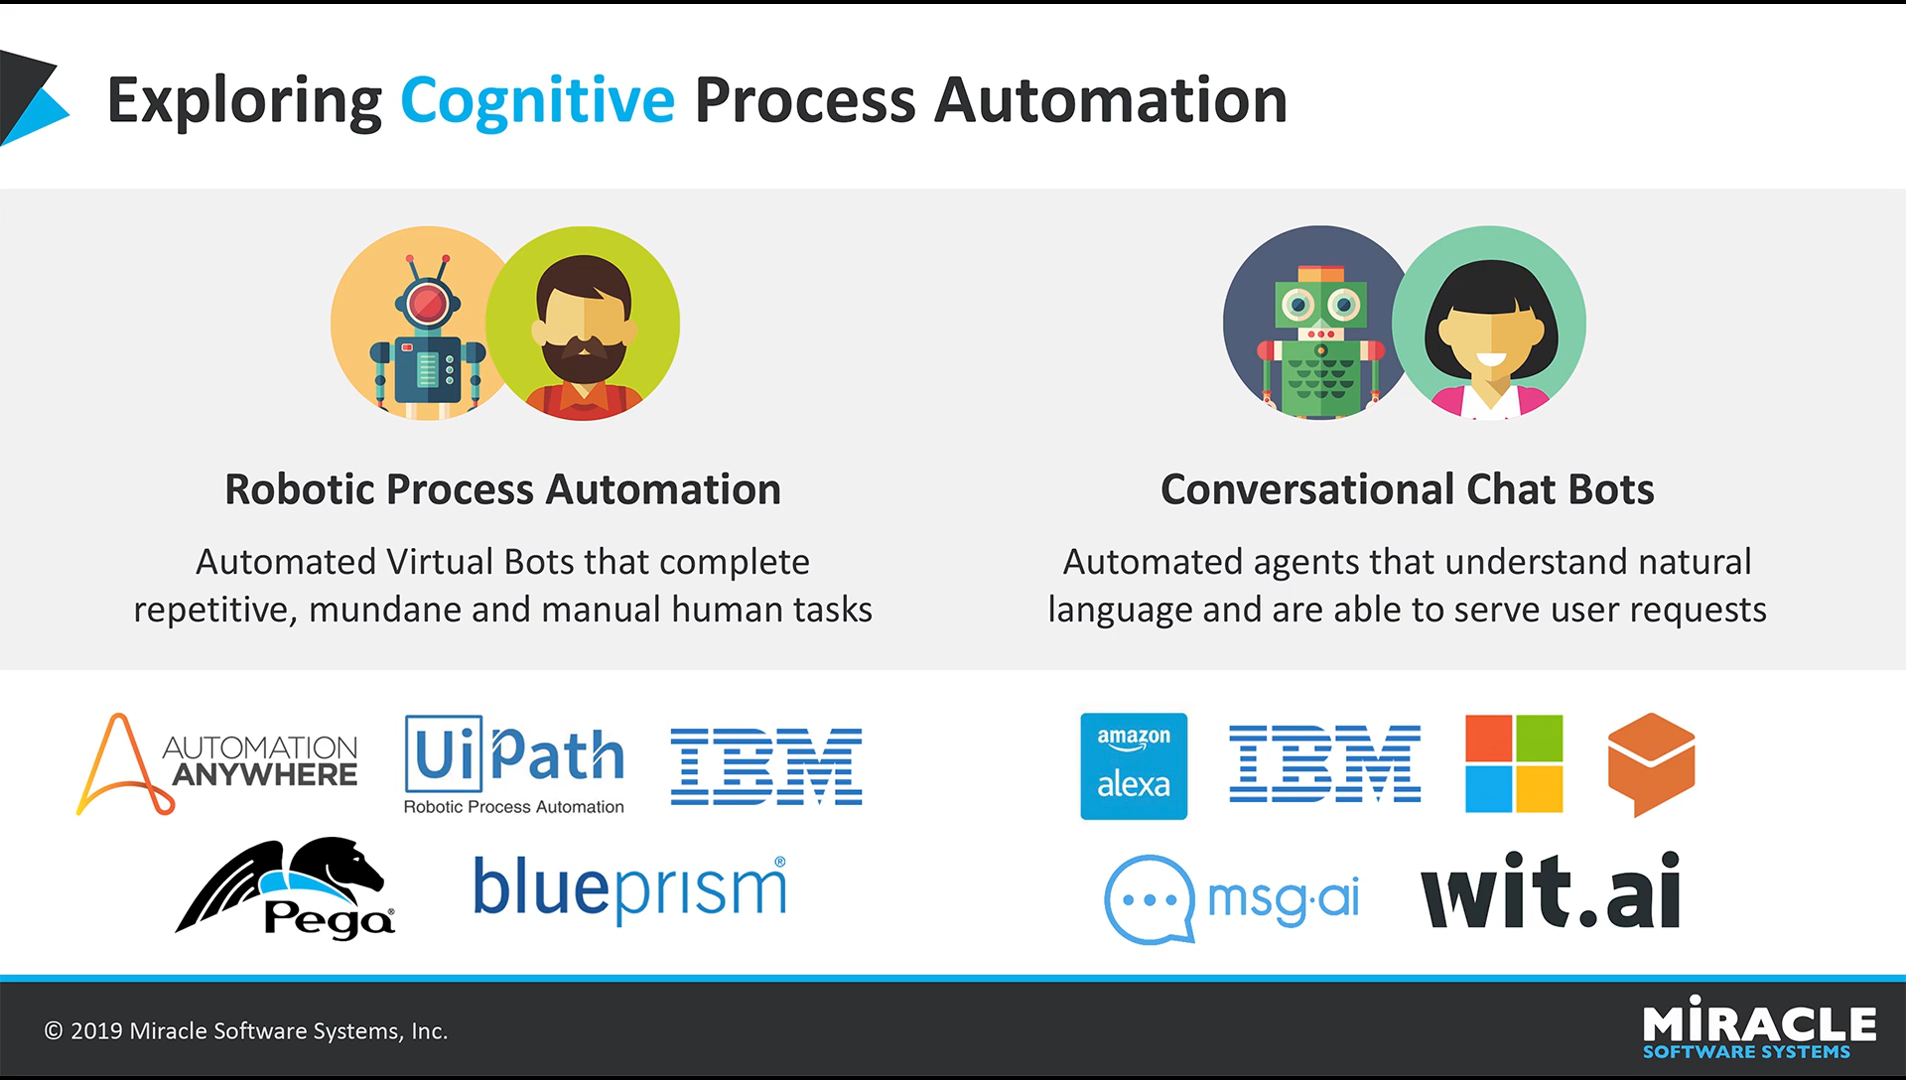 Exploring Cognitive Process Automation
Robotic Process Automation
Automated Virtual Bots that complete
repetitive, mundane and manual human tasks
Conversational Chat Bots
Automated agents that understand natural
language and are able to serve user requests
AUTOMATION
ANYWHERE
UiPath
Robotic Process Automation
IBM
Pega®
blueprism®
amazon
alexa
IBM
msg.ai
wit.ai
© 2019 Miracle Software Systems, Inc.
MiRACLE
SOFTWARE SYSTEMS